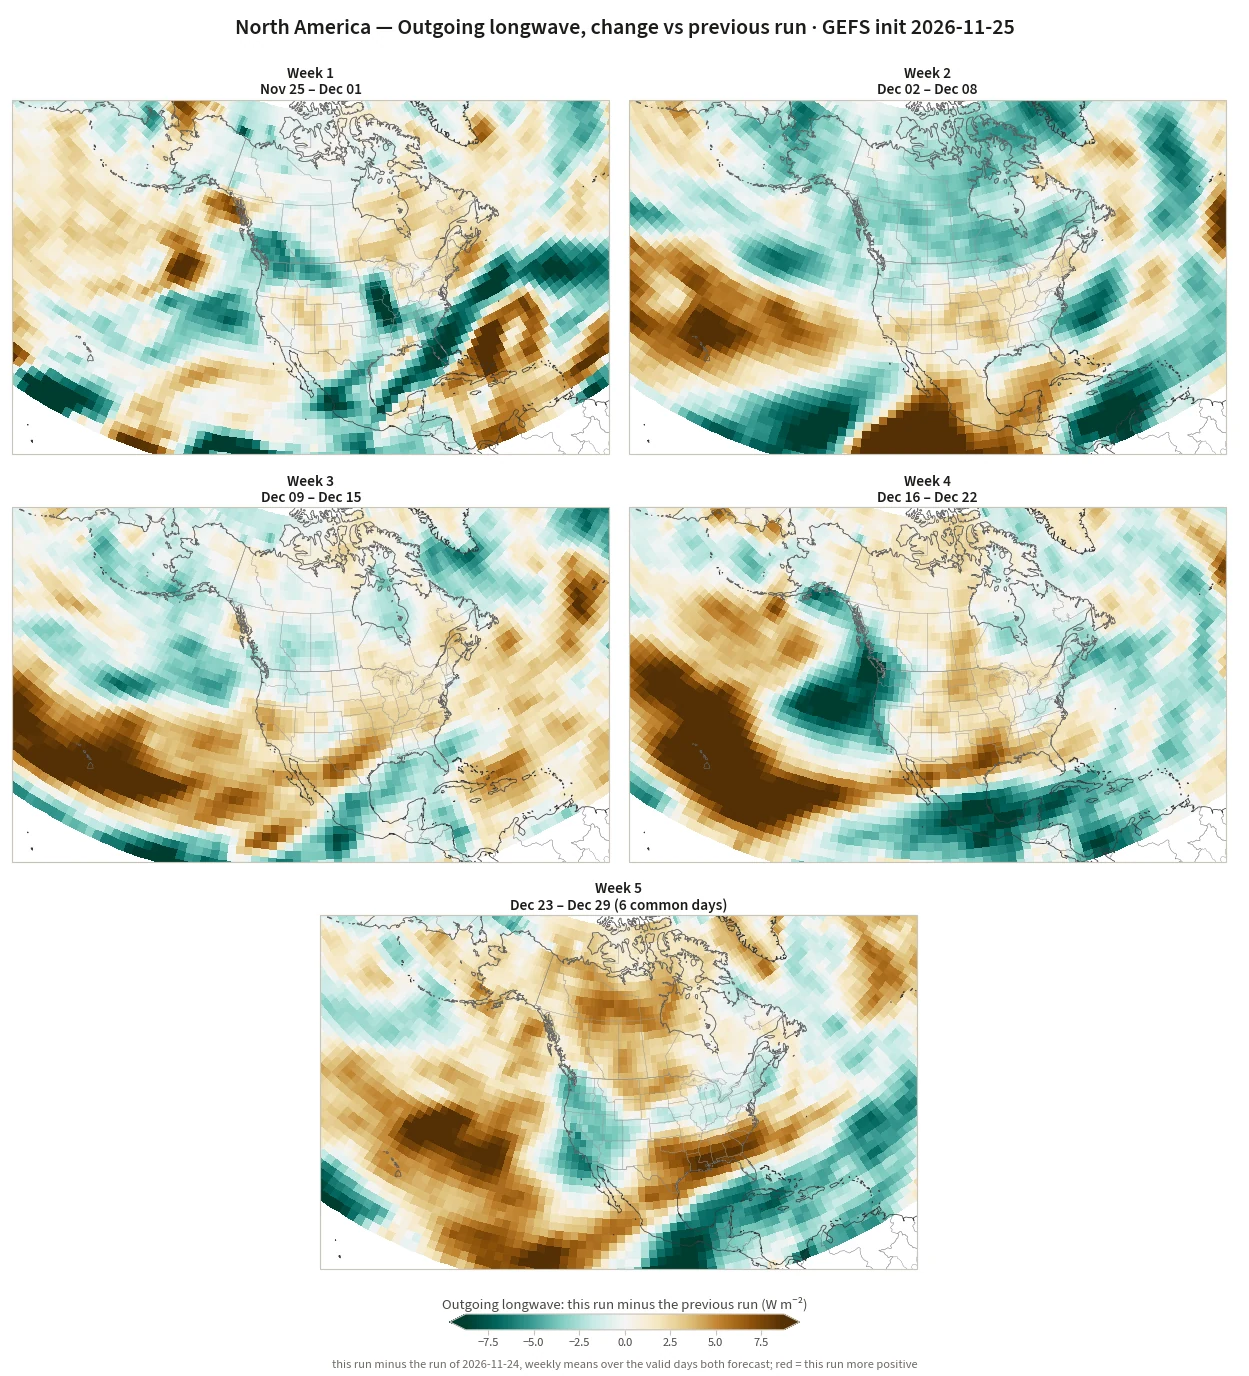 North America — Outgoing longwave, change vs previous run · GEFS init 2026-11-25
Week 1
Nov 25 – Dec 01
Week 2
Dec 02 – Dec 08
Week 3
Dec 09 – Dec 15
Week 4
Dec 16 – Dec 22
Week 5
Dec 23 – Dec 29 (6 common days)
Outgoing longwave: this run minus the previous run (W m⁻²)
−7.5 −5.0 −2.5 0.0 2.5 5.0 7.5
this run minus the run of 2026-11-24, weekly means over the valid days both forecast; red = this run more positive